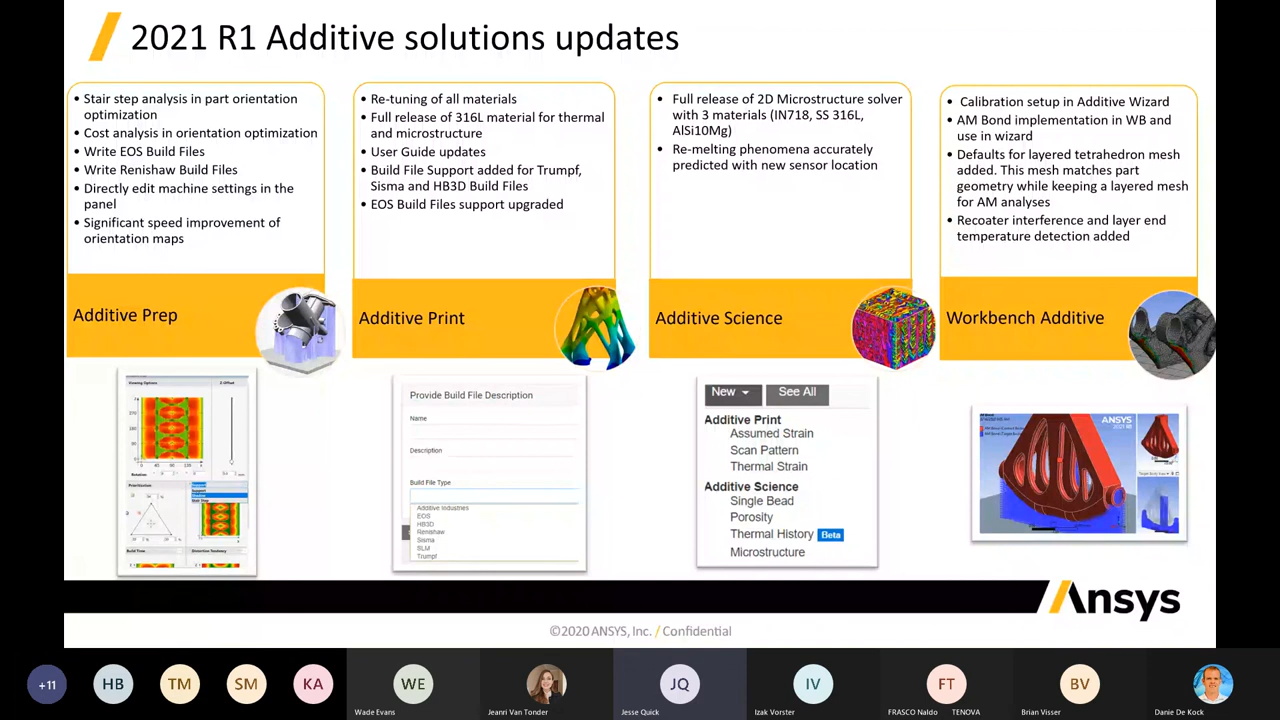 2021 R1 Additive solutions updates
• Stair step analysis in part orientation
optimization
• Cost analysis in orientation optimization
• Write EOS Build Files
• Write Renishaw Build Files
• Directly edit machine settings in the
panel
• Significant speed improvement of
orientation maps
Additive Prep
• Re-tuning of all materials
• Full release of 316L material for thermal
and microstructure
• User Guide updates
• Build File Support added for Trumpf,
Sisma and HB3D Build Files
• EOS Build Files support upgraded
Additive Print
• Full release of 2D Microstructure solver
with 3 materials (IN718, SS 316L,
AlSi10Mg)
• Re-melting phenomena accurately
predicted with new sensor location
Additive Science
• Calibration setup in Additive Wizard
• AM Bond implementation in WB and
use in wizard
• Defaults for layered tetrahedron mesh
added. This mesh matches part
geometry while keeping a layered mesh
for AM analyses
• Recoater interference and layer end
temperature detection added
Workbench Additive
Viewing Options
Z Offset
Rotation
Prioritization
Build Time
Distortion Tendency
Provide Build File Description
Name
Description
Build File Type
Additive Industries
EOS
HB3D
Renishaw
Sisma
SLM
Trumpf
New
See All
Additive Print
Assumed Strain
Scan Pattern
Thermal Strain
Additive Science
Single Bead
Porosity
Thermal History Beta
Microstructure
ANSYS
2021 R1
Ansys
©2020 ANSYS, Inc. / Confidential
+11
HB
TM
SM
KA
WE
Wade Evans
Jeanri Van Tonder
JQ
Jesse Quick
IV
Izak Vorster
FT
FRASCO Naldo TENOVA
BV
Brian Visser
Danie De Kock